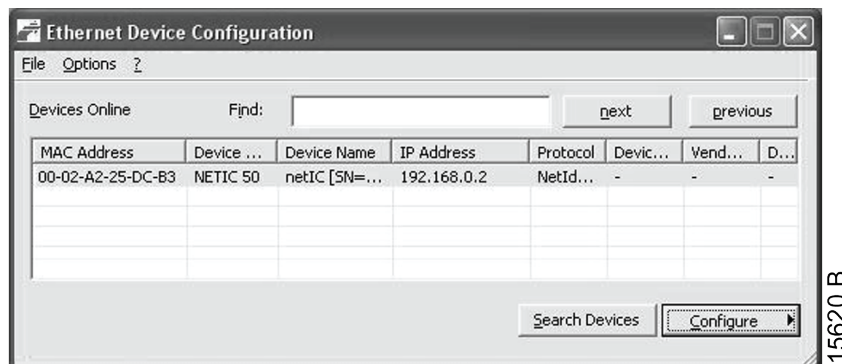 Ethernet Device Configuration
File Options ?
Devices Online Find: next previous
MAC Address Device ... Device Name IP Address Protocol Devic... Vend... D...
00-02-A2-25-DC-B3 NETIC 50 netIC [SN=... 192.168.0.2 NetId... - - -
Search Devices Configure
15620 B